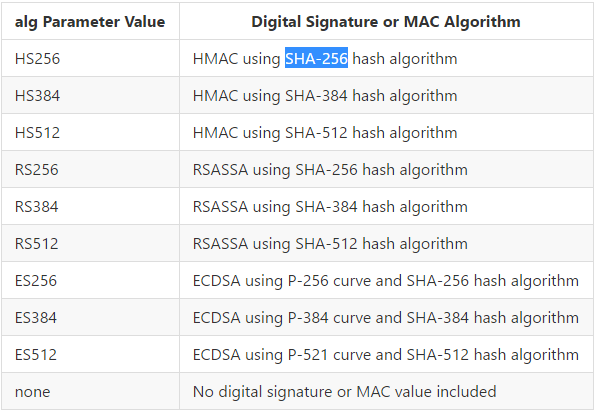 alg Parameter Value Digital Signature or MAC Algorithm
HS256 HMAC using SHA-256 hash algorithm
HS384 HMAC using SHA-384 hash algorithm
HS512 HMAC using SHA-512 hash algorithm
RS256 RSASSA using SHA-256 hash algorithm
RS384 RSASSA using SHA-384 hash algorithm
RS512 RSASSA using SHA-512 hash algorithm
ES256 ECDSA using P-256 curve and SHA-256 hash algorithm
ES384 ECDSA using P-384 curve and SHA-384 hash algorithm
ES512 ECDSA using P-521 curve and SHA-512 hash algorithm
none No digital signature or MAC value included